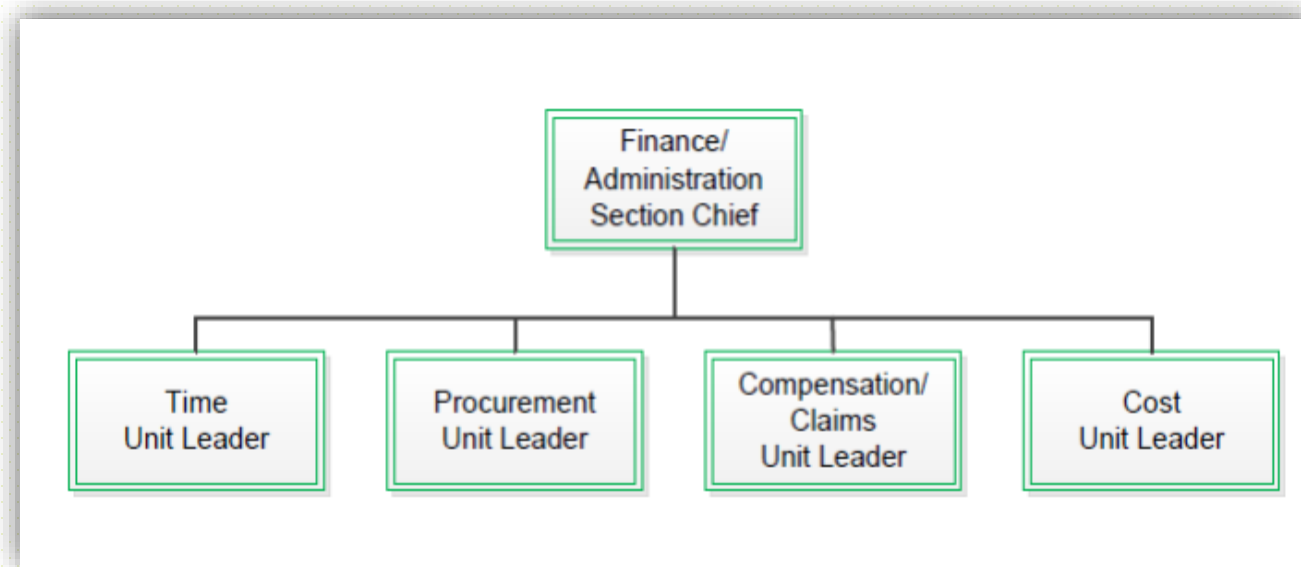 Finance/
Administration
Section Chief
Time
Unit Leader
Procurement
Unit Leader
Compensation/
Claims
Unit Leader
Cost
Unit Leader